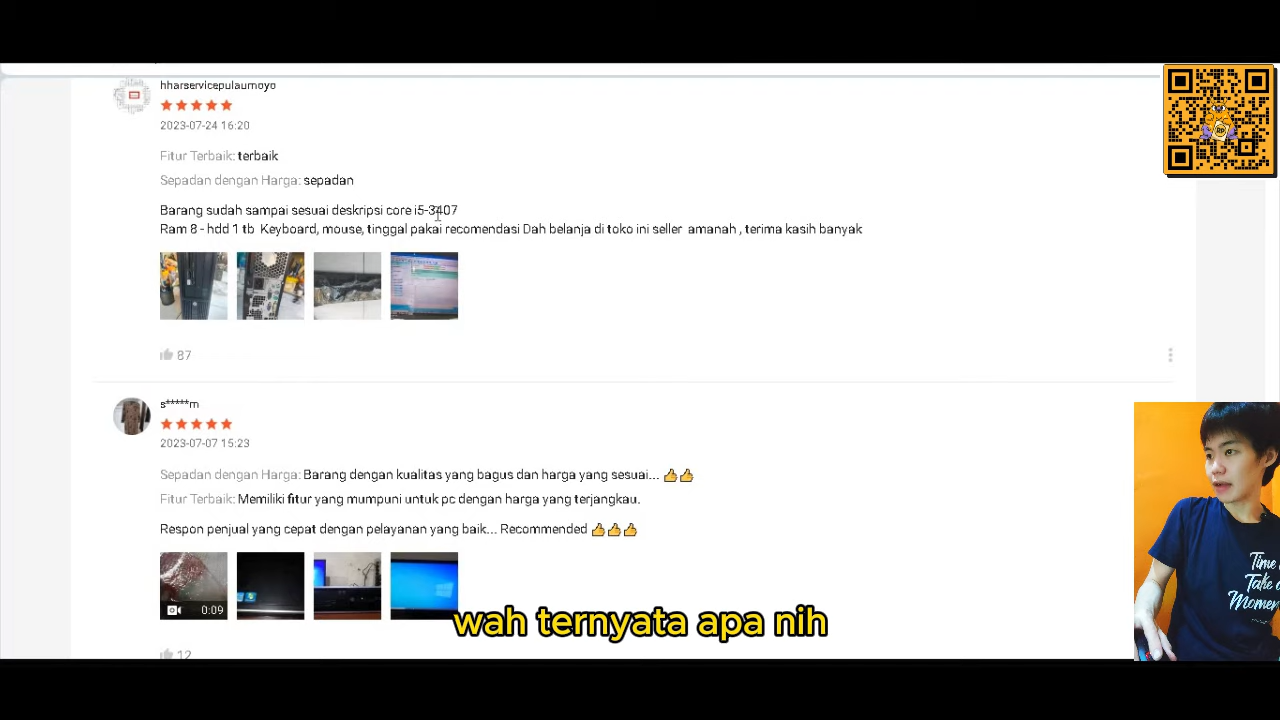 hharservicepulaumoyo
2023-07-24 16:20
Fitur Terbaik: terbaik
Sepadan dengan Harga: sepadan
Barang sudah sampai sesuai deskripsi core i5-3407
Ram 8 - hdd 1 tb Keyboard, mouse, tinggal pakai recomendasi Dah belanja di toko ini seller amanah , terima kasih banyak
87
s*****m
2023-07-07 15:23
Sepadan dengan Harga: Barang dengan kualitas yang bagus dan harga yang sesuai... 👍👍
Fitur Terbaik: Memiliki fitur yang mumpuni untuk pc dengan harga yang terjangkau.
Respon penjual yang cepat dengan pelayanan yang baik... Recommended 👍👍👍
0:09
wah ternyata apa nih
12
Time
Take
Momen